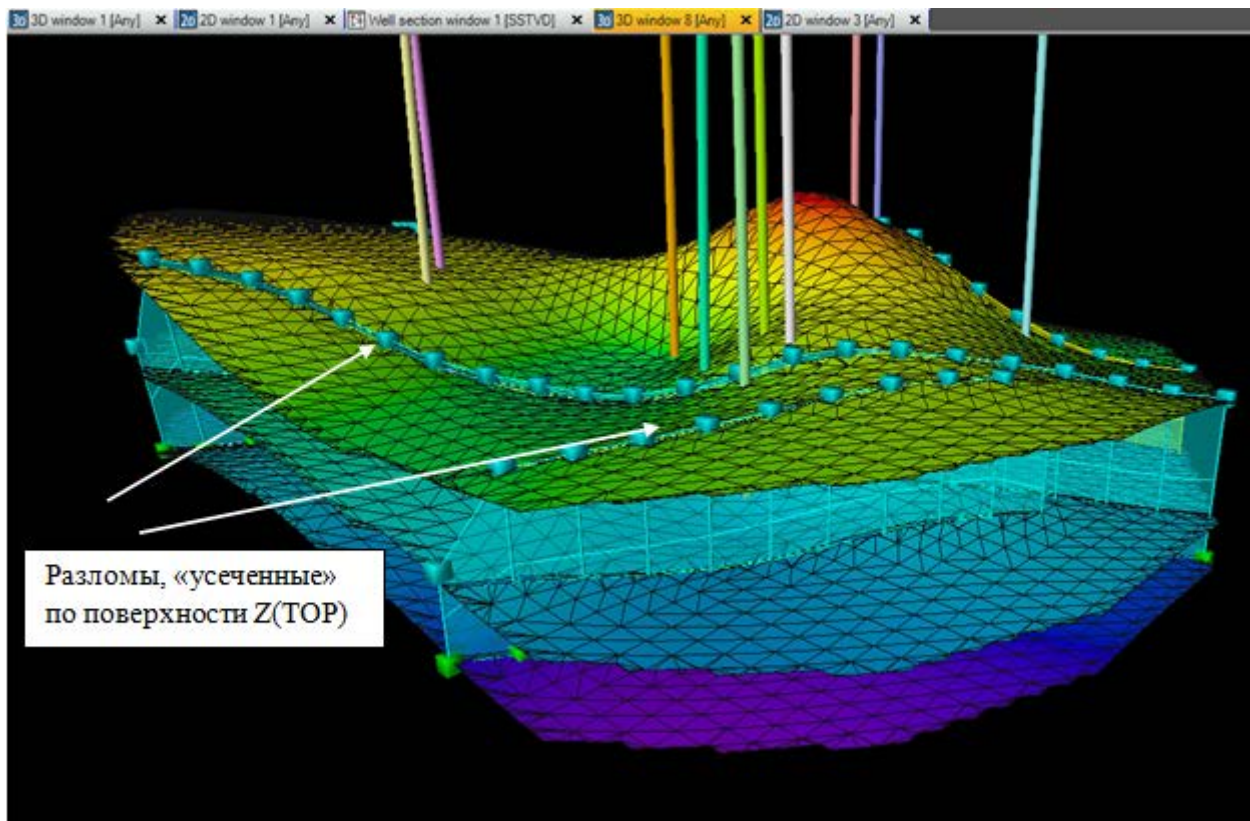 3D window 1 [Any] 2D window 1 [Any] Well section window 1 [SSTVD] 3D window 8 [Any] 2D window 3 [Any]
Разломы, «усеченные»
по поверхности Z(TOP)